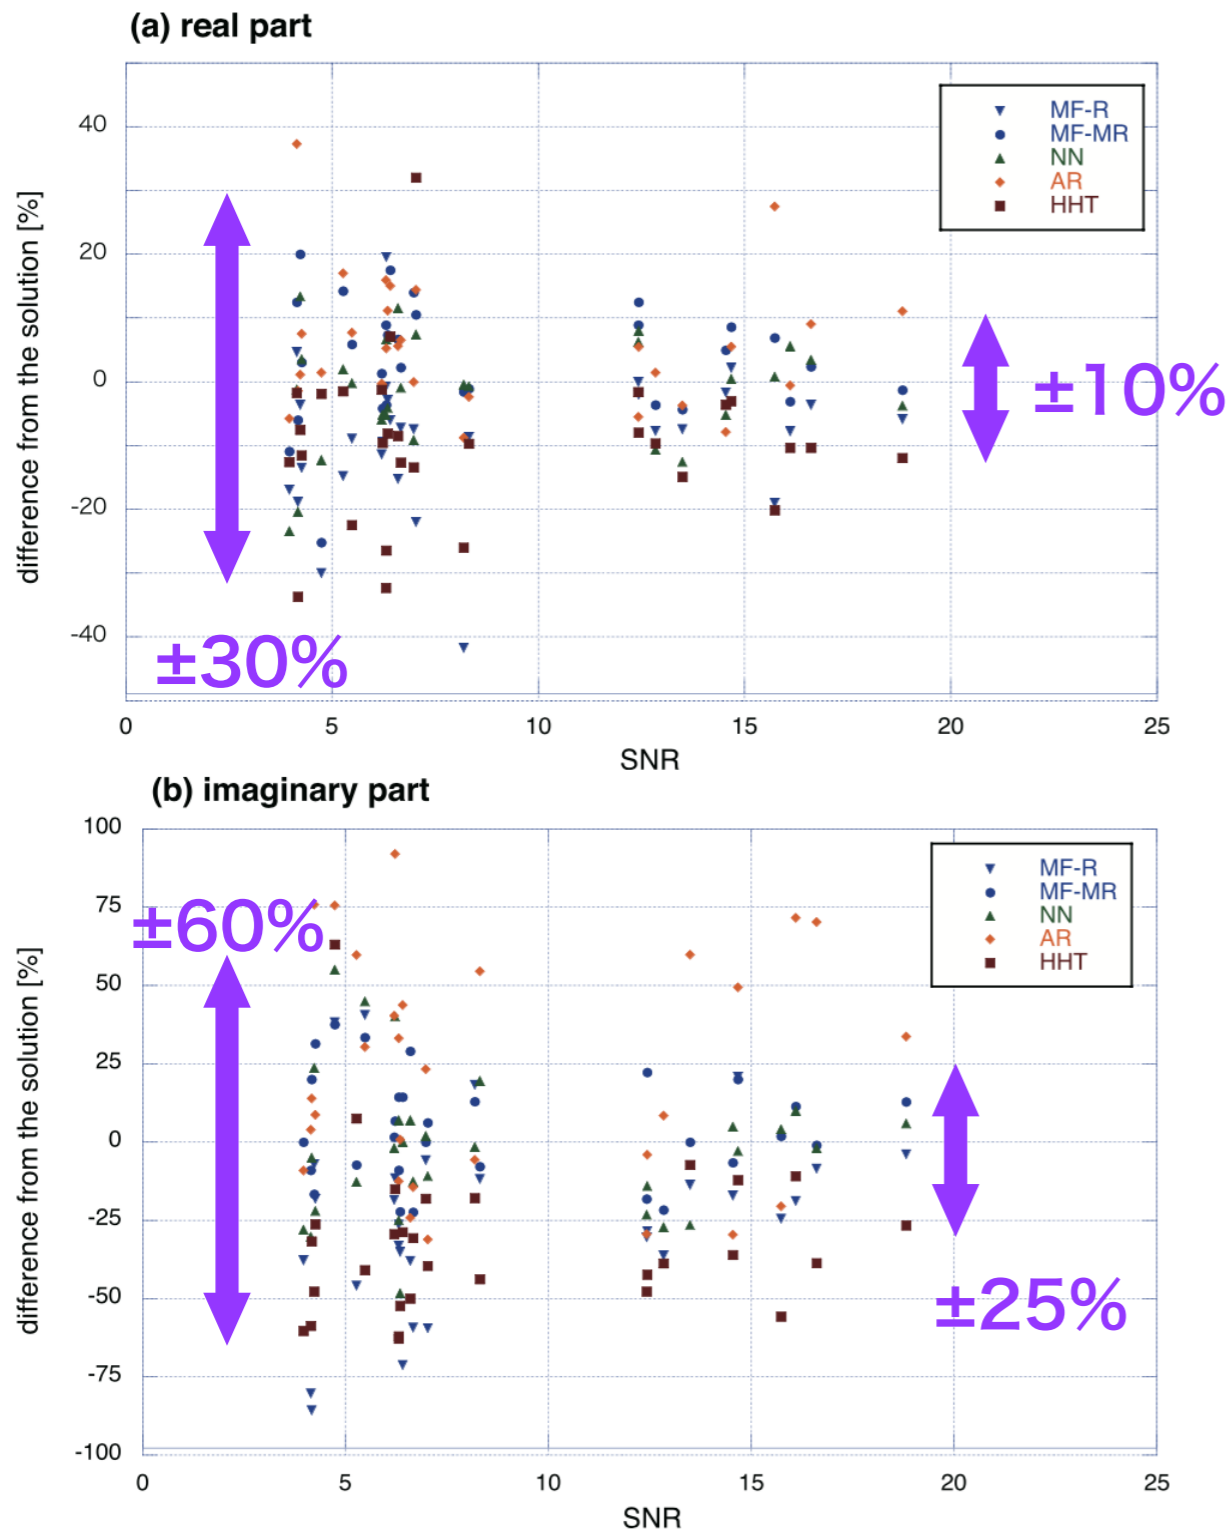 (a) real part
difference from the solution [%]
40
20
0
-20
-40
MF-R
MF-MR
NN
AR
HHT
±30%
±10%
0 5 10 15 20 25
SNR
(b) imaginary part
difference from the solution [%]
100
75
50
25
0
-25
-50
-75
-100
±60%
MF-R
MF-MR
NN
AR
HHT
±25%
0 5 10 15 20 25
SNR